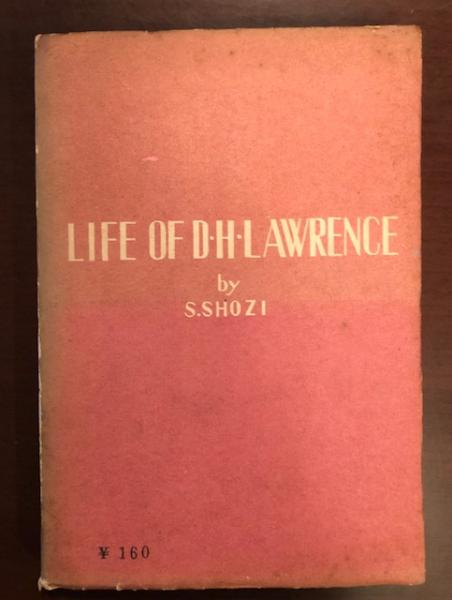 LIFE OF D·H·LAWRENCE
by
S.SHOZI
¥ 160